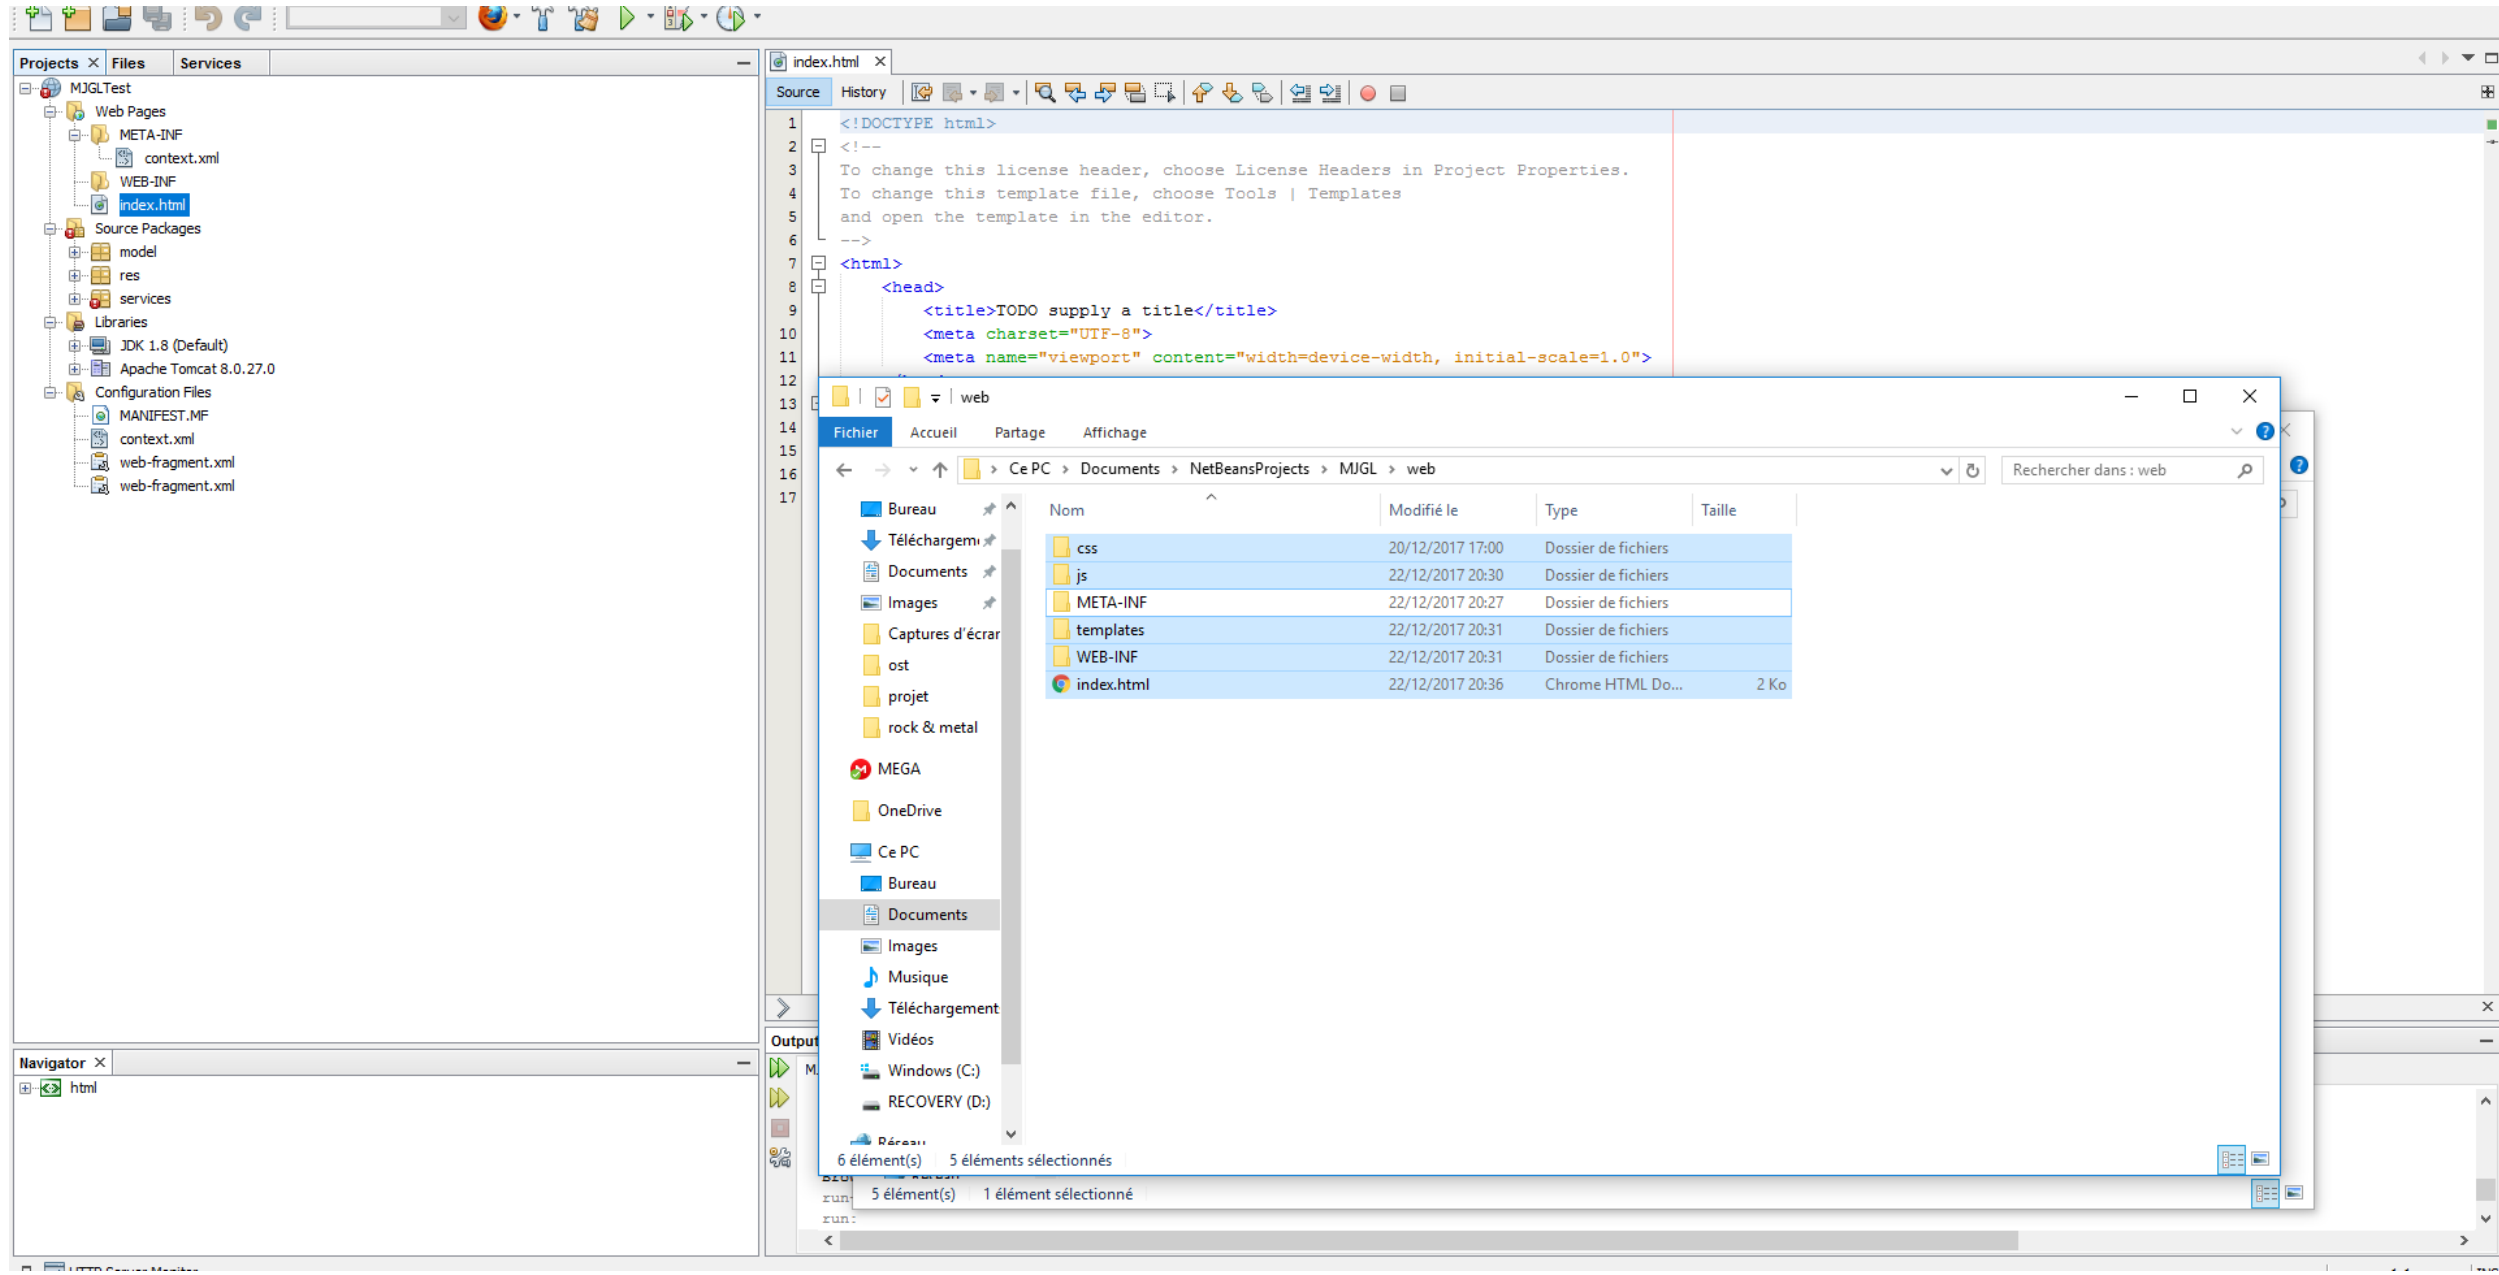 Projects × Files Services
MJGLTest
Web Pages
META-INF
context.xml
WEB-INF
index.html
Source Packages
model
res
services
Libraries
JDK 1.8 (Default)
Apache Tomcat 8.0.27.0
Configuration Files
MANIFEST.MF
context.xml
web-fragment.xml
web-fragment.xml
Navigator ×
html
index.html ×
Source History
1 <!DOCTYPE html>
2 <!--
3 To change this license header, choose License Headers in Project Properties.
4 To change this template file, choose Tools | Templates
5 and open the template in the editor.
6 -->
7 <html>
8 <head>
9 <title>TODO supply a title</title>
10 <meta charset="UTF-8">
11 <meta name="viewport" content="width=device-width, initial-scale=1.0">
12
13
14
15
16
17
web
Fichier Accueil Partage Affichage
Ce PC > Documents > NetBeansProjects > MJGL > web
Rechercher dans : web
Bureau
Téléchargem
Documents
Images
Captures d'écrar
ost
projet
rock & metal
MEGA
OneDrive
Ce PC
Bureau
Documents
Images
Musique
Téléchargement
Vidéos
Windows (C:)
RECOVERY (D:)
Nom Modifié le Type Taille
css 20/12/2017 17:00 Dossier de fichiers
js 22/12/2017 20:30 Dossier de fichiers
META-INF 22/12/2017 20:27 Dossier de fichiers
templates 22/12/2017 20:31 Dossier de fichiers
WEB-INF 22/12/2017 20:31 Dossier de fichiers
index.html 22/12/2017 20:36 Chrome HTML Do... 2 Ko
6 élément(s) 5 éléments sélectionnés
5 élément(s) 1 élément sélectionné
Output
run-
run: